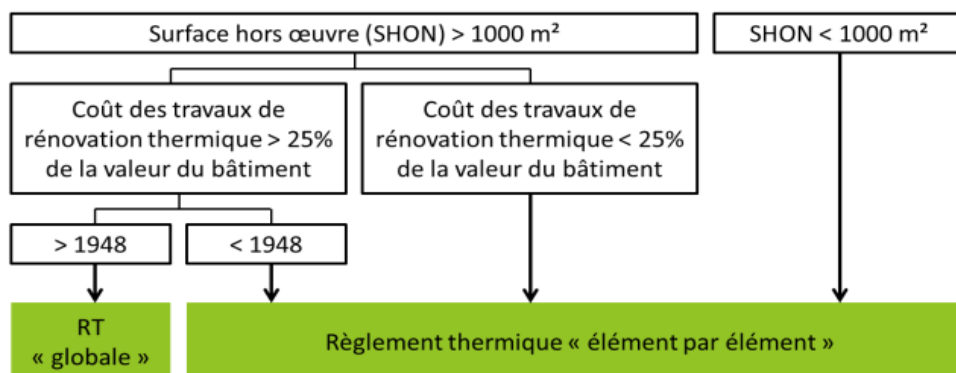 Surface hors œuvre (SHON) > 1000 m²
SHON < 1000 m²
Coût des travaux de
rénovation thermique > 25%
de la valeur du bâtiment
Coût des travaux de
rénovation thermique < 25%
de la valeur du bâtiment
> 1948
< 1948
RT
« globale »
Règlement thermique « élément par élément »